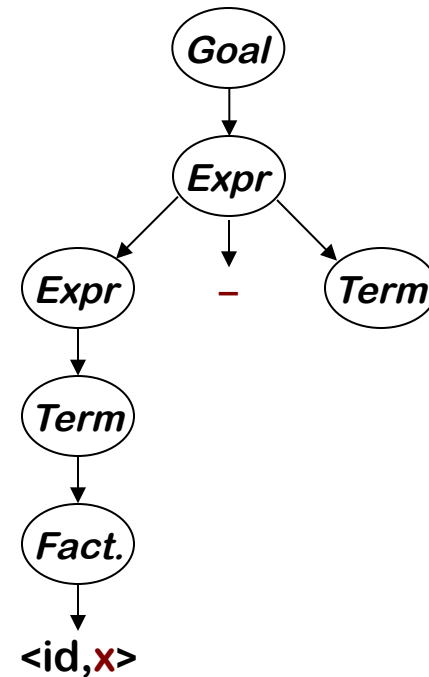 Goal
Expr
Expr – Term
Term
Fact.
<id,x>